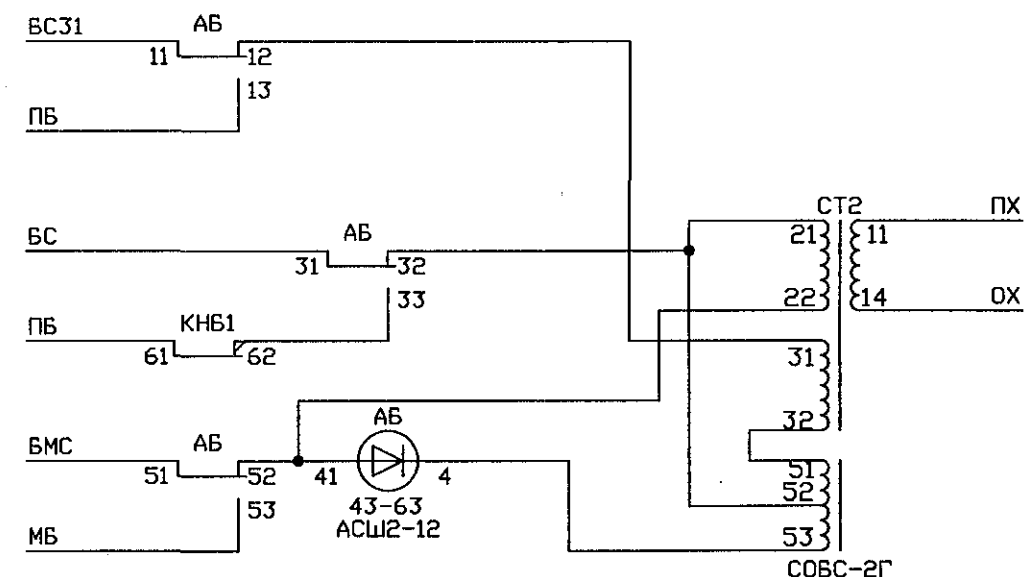 ВС31 АБ
11 12
13
ПБ
СТ2 ПХ
БС АБ 21 11
31 32
33 22 14 ОХ
ПБ КНБ1
61 62 31
АБ 32
БМС АБ
51 52 41 4 51
53 43-63 52
АСШ2-12 53
МБ
СОБС-2Г